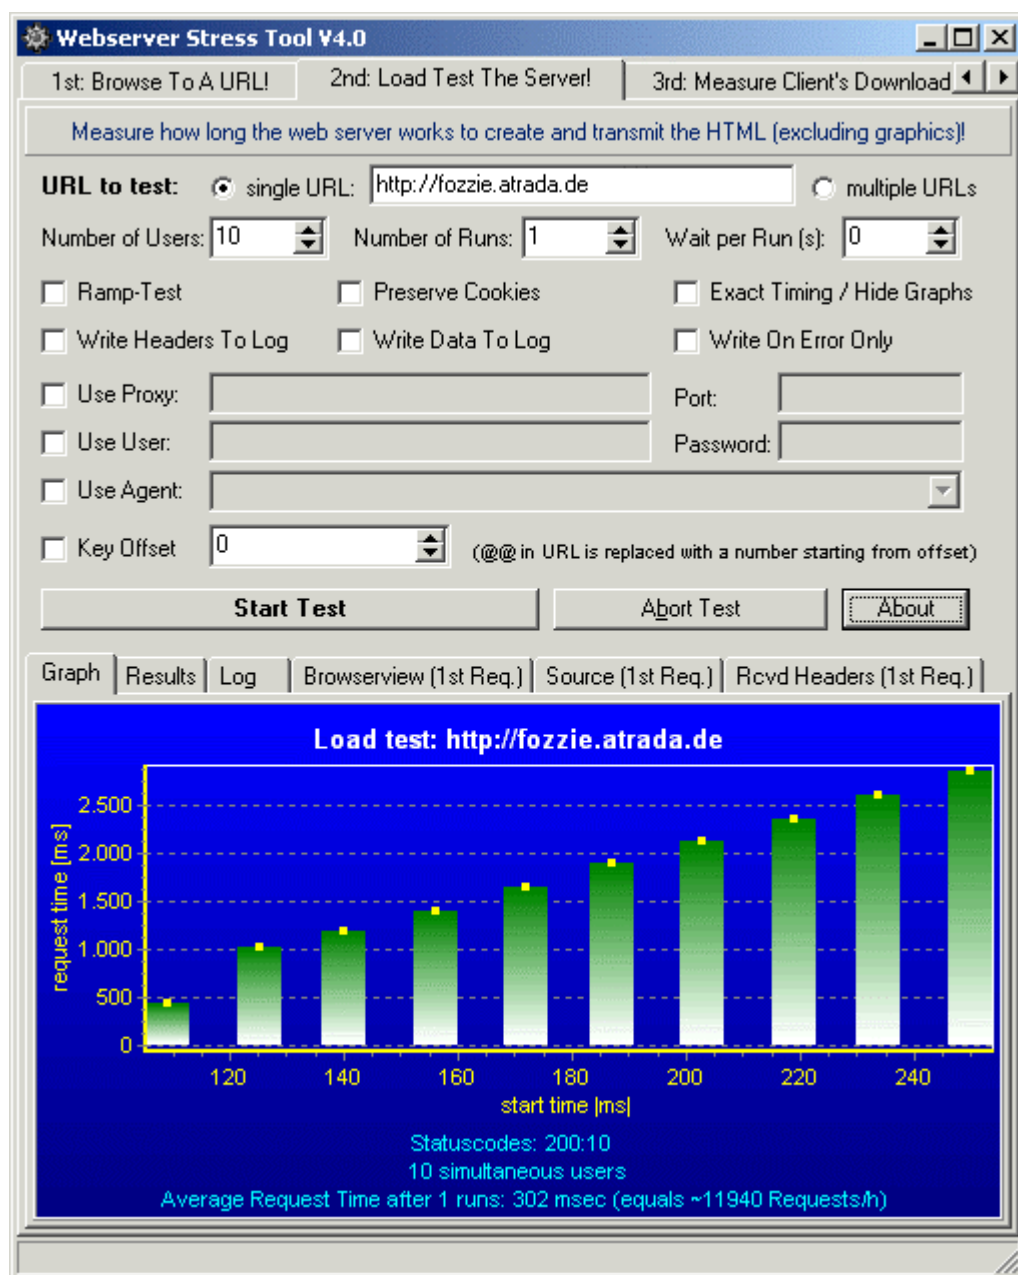 Webserver Stress Tool V4.0
1st: Browse To A URL! 2nd: Load Test The Server! 3rd: Measure Client's Download
Measure how long the web server works to create and transmit the HTML (excluding graphics)!
URL to test: single URL: http://fozzie.atrada.de multiple URLs
Number of Users: 10 Number of Runs: 1 Wait per Run (s): 0
Ramp-Test Preserve Cookies Exact Timing / Hide Graphs
Write Headers To Log Write Data To Log Write On Error Only
Use Proxy: Port:
Use User: Password:
Use Agent:
Key Offset 0 (@@ in URL is replaced with a number starting from offset)
Start Test Abort Test About
Graph Results Log Browserview (1st Req.) Source (1st Req.) Rcvd Headers (1st Req.)
Load test: http://fozzie.atrada.de
request time [ms]
2.500
2.000
1.500
1.000
500
0
120 140 160 180 200 220 240
start time [ms]
Statuscodes: 200:10
10 simultaneous users
Average Request Time after 1 runs: 302 msec (equals ~11940 Requests/h)